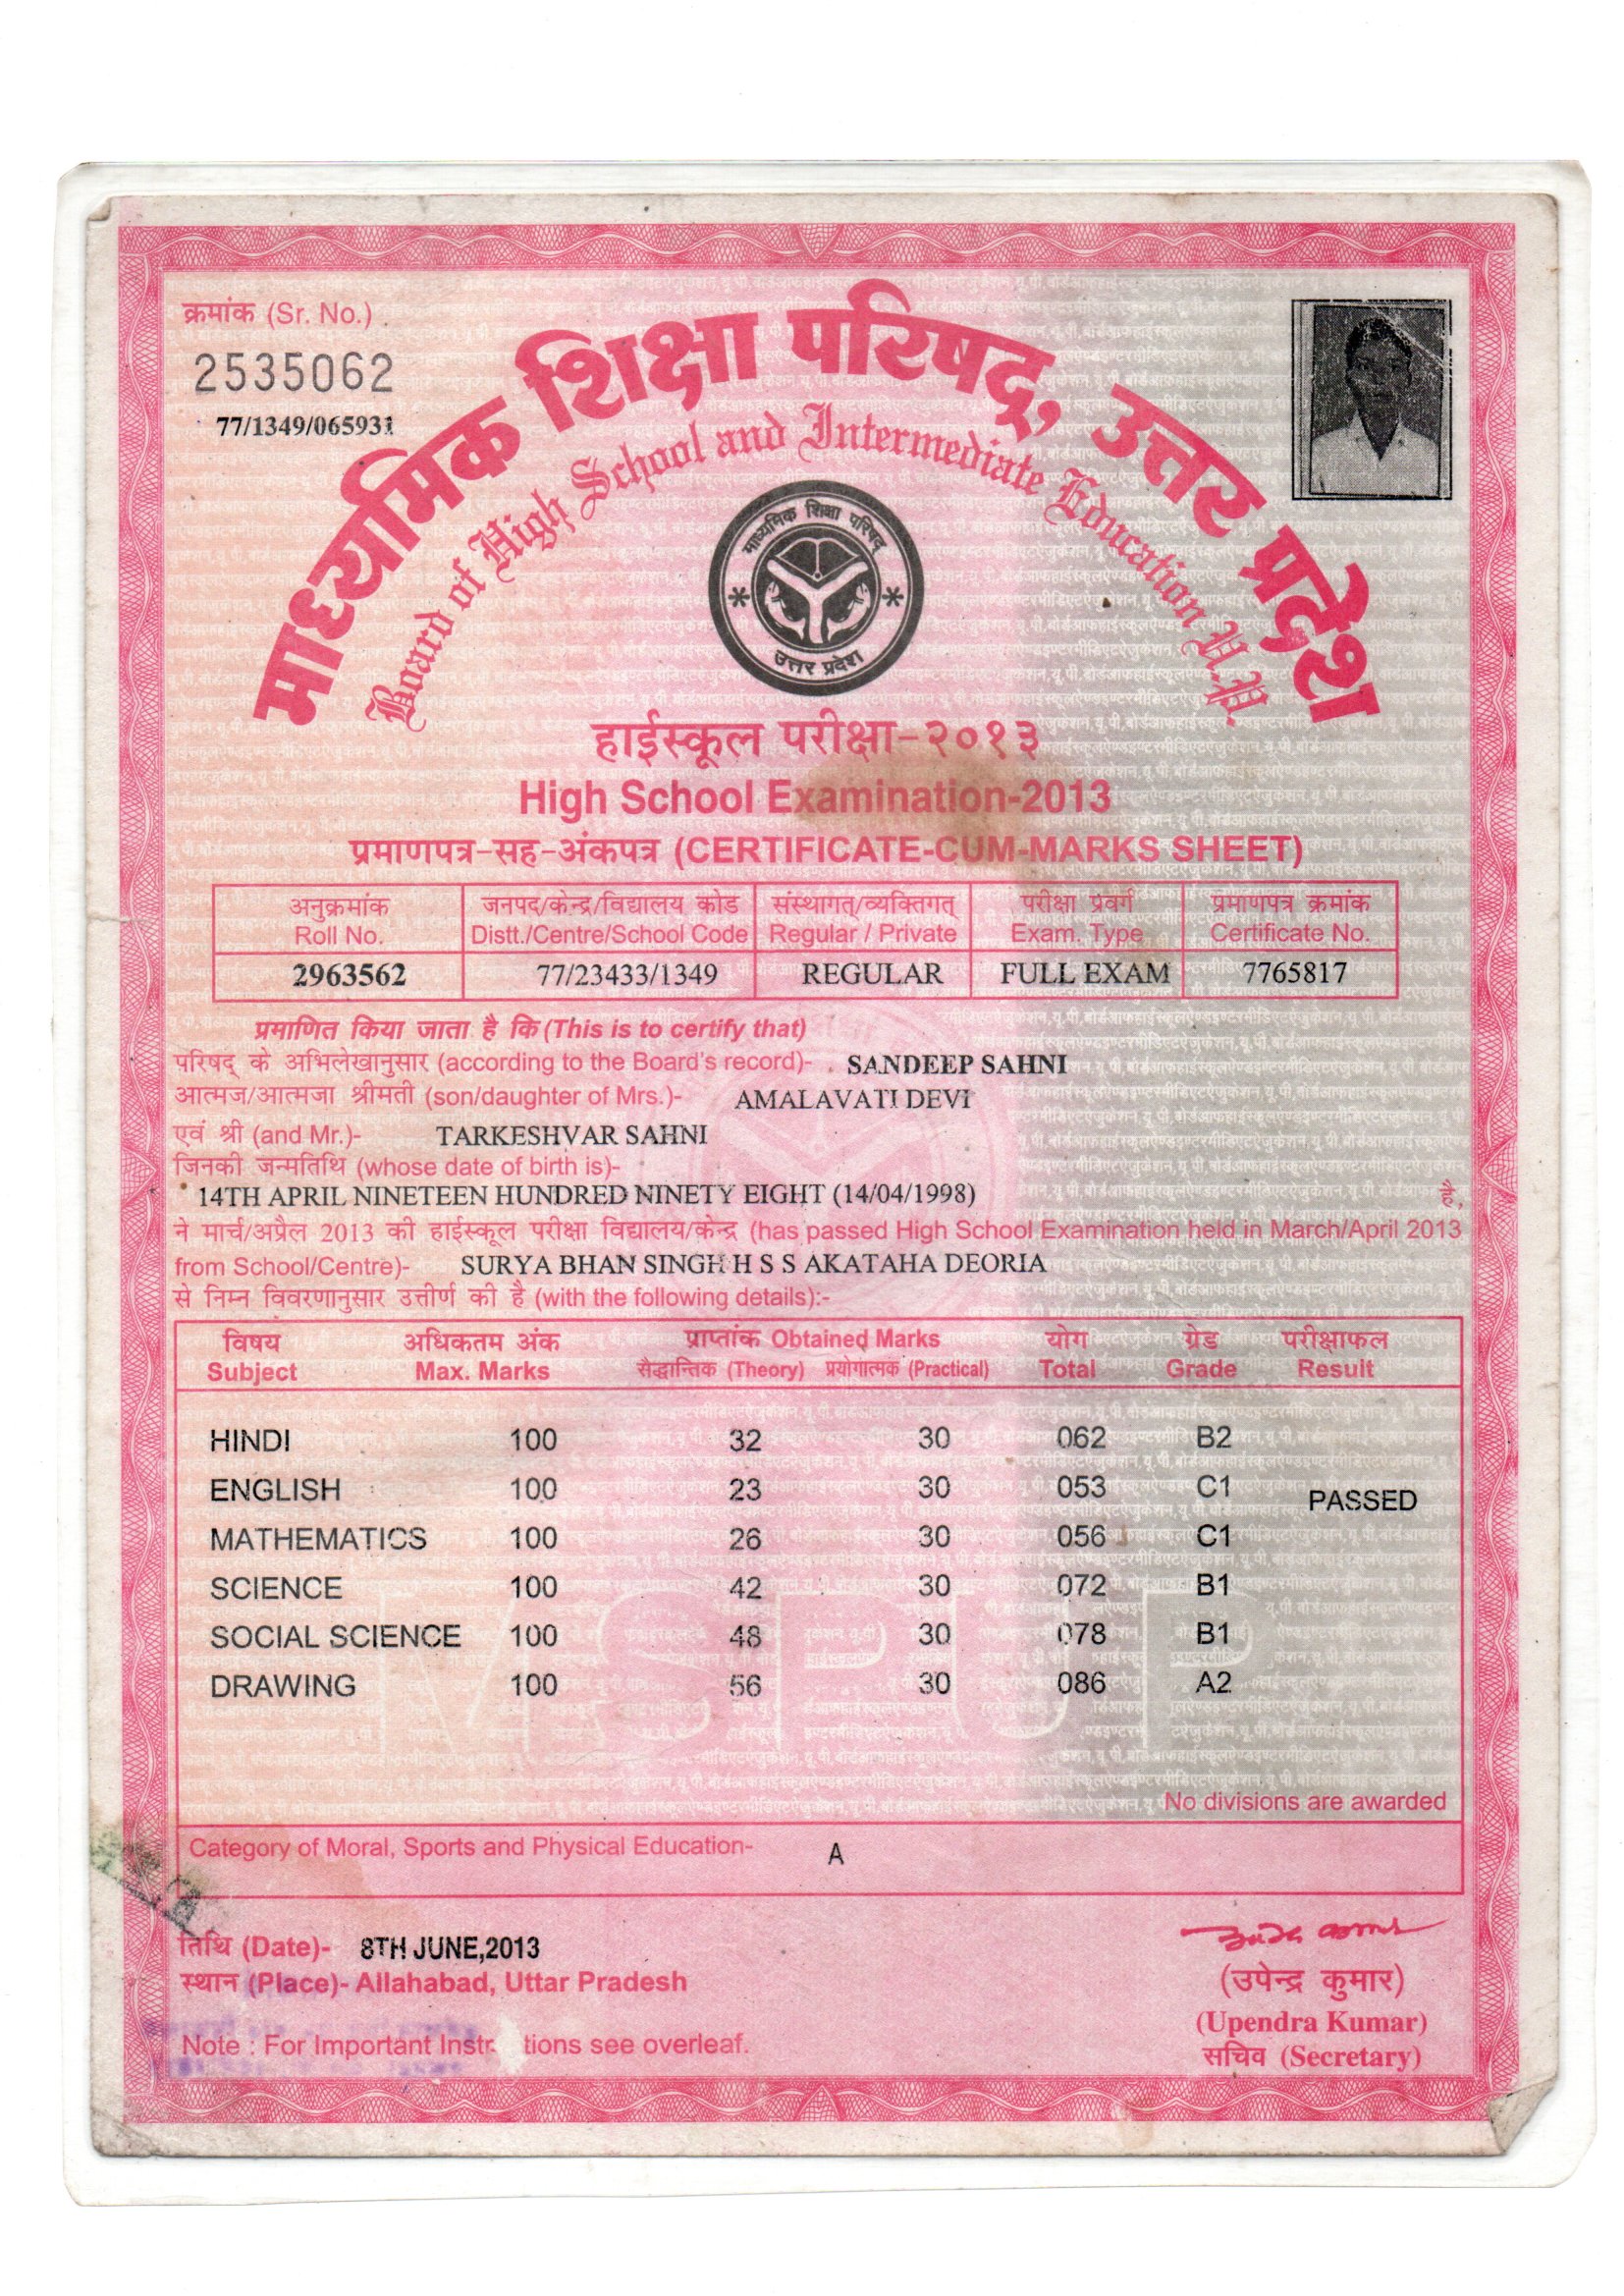 क्रमांक (Sr. No.)
2535062
77/1349/065931
माध्यमिक शिक्षा परिषद्, उत्तर प्रदेश
Board of High School and Intermediate Education U.P.
माध्यमिक शिक्षा परिषद्
उत्तर प्रदेश
हाईस्कूल परीक्षा-२०१३
High School Examination-2013
प्रमाणपत्र-सह-अंकपत्र (CERTIFICATE-CUM-MARKS SHEET)
अनुक्रमांक जनपद/केन्द्र/विद्यालय कोड संस्थागत/व्यक्तिगत् परीक्षा प्रवर्ग प्रमाणपत्र क्रमांक
Roll No. Distt./Centre/School Code Regular / Private Exam. Type Certificate No.
2963562 77/23433/1349 REGULAR FULL EXAM 7765817
प्रमाणित किया जाता है कि (This is to certify that)
परिषद् के अभिलेखानुसार (according to the Board's record)- SANDEEP SAHNI
आत्मज/आत्मजा श्रीमती (son/daughter of Mrs.)- AMALAVATI DEVI
एवं श्री (and Mr.)- TARKESHVAR SAHNI
जिनकी जन्मतिथि (whose date of birth is)-
14TH APRIL NINETEEN HUNDRED NINETY EIGHT (14/04/1998) है,
ने मार्च/अप्रैल 2013 की हाईस्कूल परीक्षा विद्यालय/केन्द्र (has passed High School Examination held in March/April 2013
from School/Centre)- SURYA BHAN SINGH H S S AKATAHA DEORIA
से निम्न विवरणानुसार उत्तीर्ण की है (with the following details):-
विषय अधिकतम अंक प्राप्तांक Obtained Marks योग ग्रेड परीक्षाफल
Subject Max. Marks सैद्धान्तिक (Theory) प्रयोगात्मक (Practical) Total Grade Result
HINDI 100 32 30 062 B2
ENGLISH 100 23 30 053 C1 PASSED
MATHEMATICS 100 26 30 056 C1
SCIENCE 100 42 30 072 B1
SOCIAL SCIENCE 100 48 30 078 B1
DRAWING 100 56 30 086 A2
MSPUP
No divisions are awarded
Category of Moral, Sports and Physical Education- A
तिथि (Date)- 8TH JUNE,2013
स्थान (Place)- Allahabad, Uttar Pradesh
(उपेन्द्र कुमार)
(Upendra Kumar)
सचिव (Secretary)
Note : For Important Instr tions see overleaf.